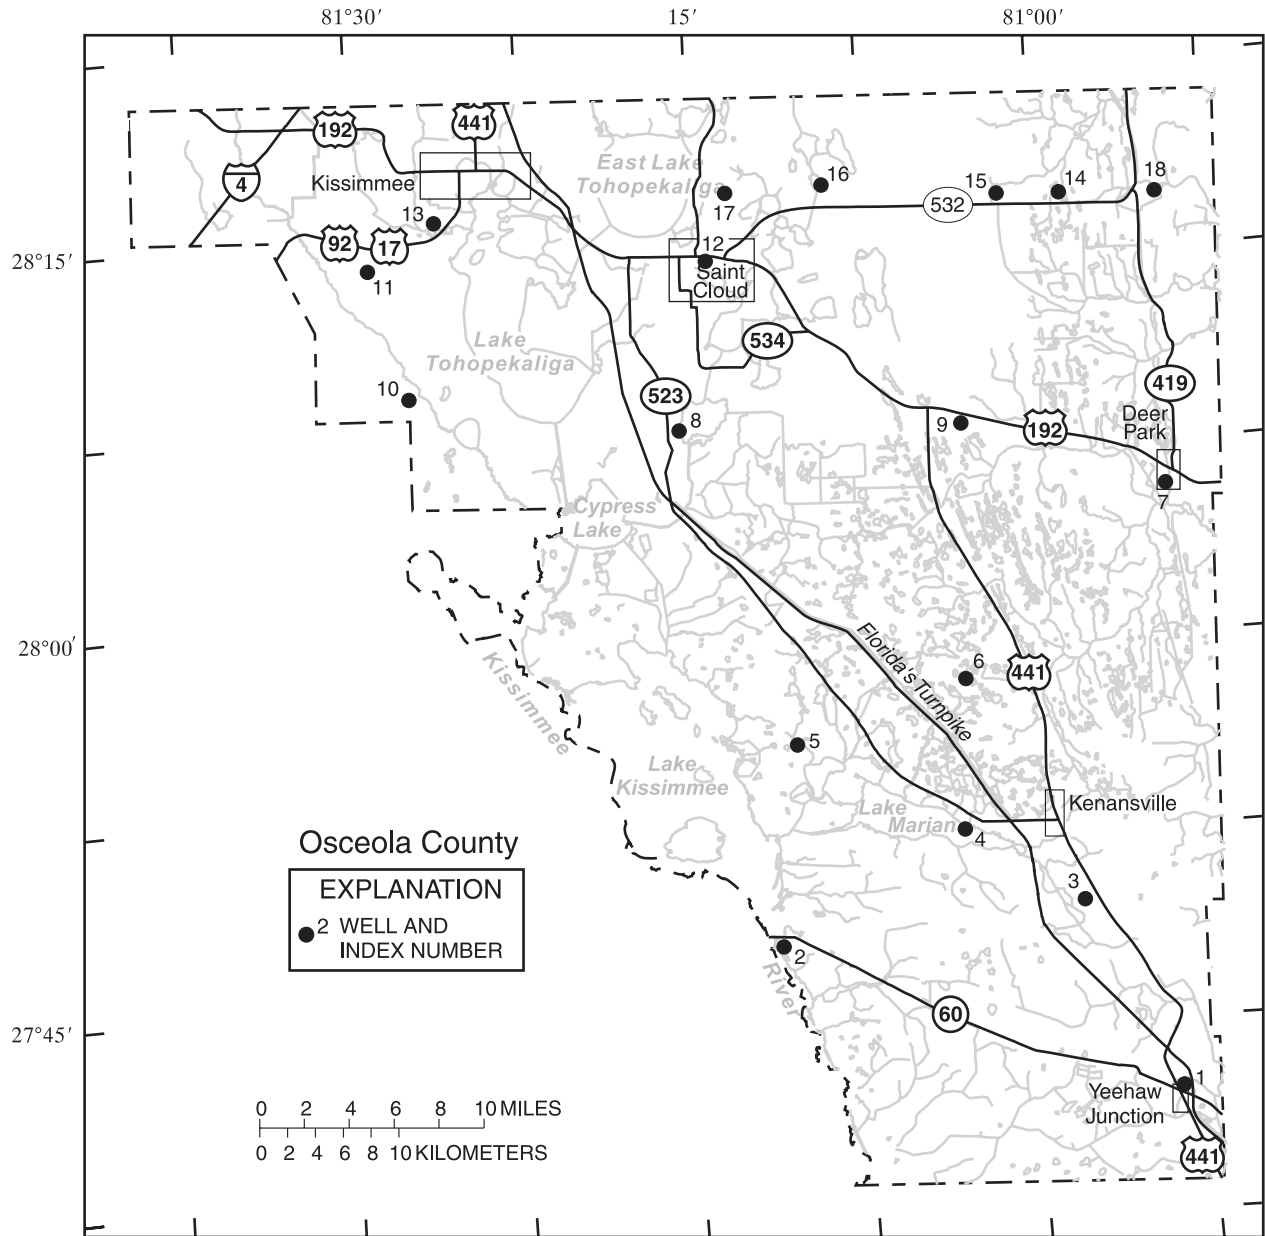 81°30′
15′
81°00′
192
441
East Lake
Tohopekaliga
16
15
14
18
4
Kissimmee
17
532
13
92
17
12
28°15′
11
Saint
Cloud
Lake
Tohopekaliga
534
10
523
419
8
9
192
Deer
Park
7
Cypress
Lake
28°00′
Kissimmee
Florida's Turnpike
6
441
5
Lake
Kissimmee
Lake
Marian
Kenansville
4
Osceola County
EXPLANATION
2 WELL AND
INDEX NUMBER
3
2
River
60
27°45′
1
Yeehaw
Junction
0 2 4 6 8 10 MILES
0 2 4 6 8 10 KILOMETERS
441